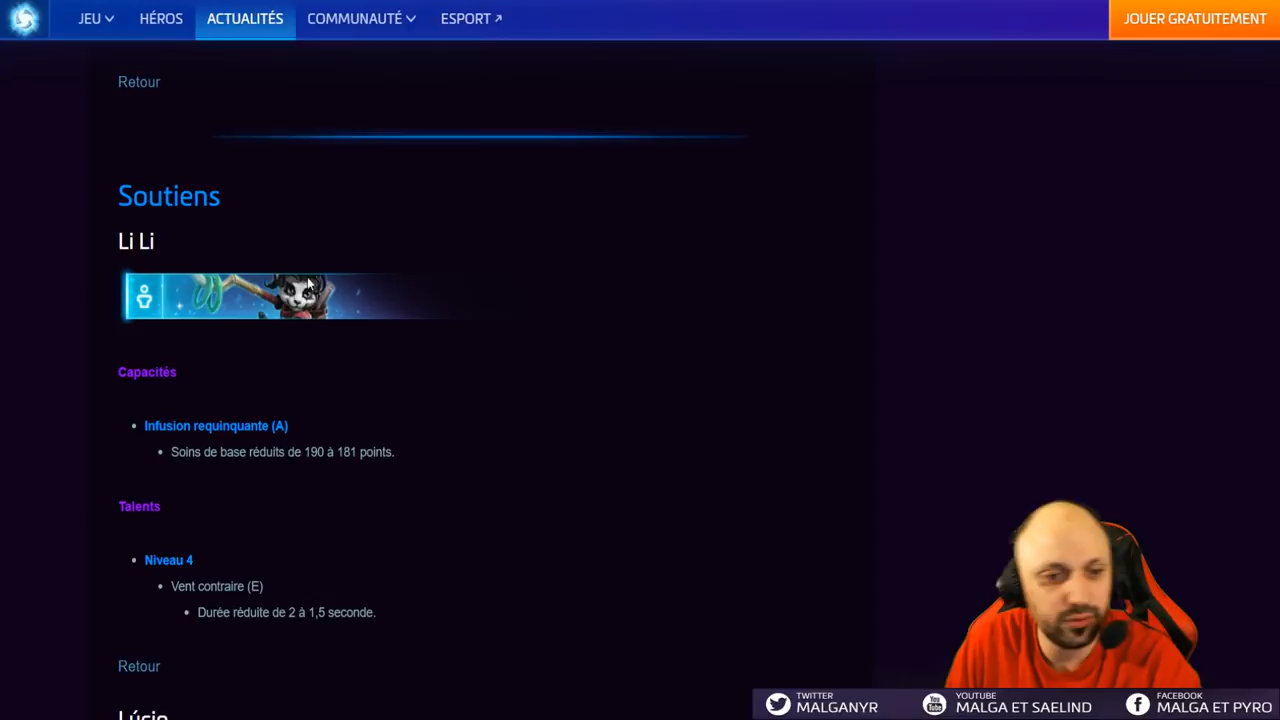 JEU
HÉROS
ACTUALITÉS
COMMUNAUTÉ
ESPORT
JOUER GRATUITEMENT
Retour
Soutiens
Li Li
Capacités
Infusion requinquante (A)
Soins de base réduits de 190 à 181 points.
Talents
Niveau 4
Vent contraire (E)
Durée réduite de 2 à 1,5 seconde.
Retour
Lúcio
TWITTER
MALGANYR
YOUTUBE
MALGA ET SAELIND
FACEBOOK
MALGA ET PYRO